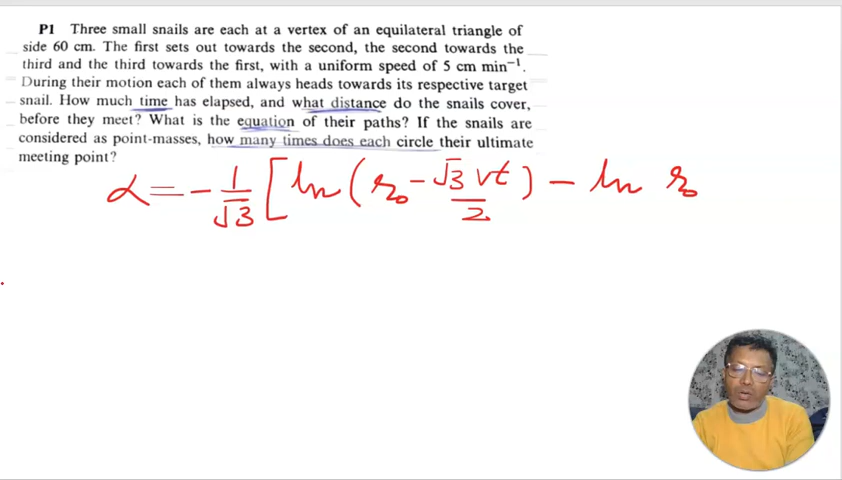 P1 Three small snails are each at a vertex of an equilateral triangle of
side 60 cm. The first sets out towards the second, the second towards the
third and the third towards the first, with a uniform speed of 5 cm min⁻¹.
During their motion each of them always heads towards its respective target
snail. How much time has elapsed, and what distance do the snails cover,
before they meet? What is the equation of their paths? If the snails are
considered as point-masses, how many times does each circle their ultimate
meeting point?
α = -1/√3 [ln(r₀ - √3 vt/2) - ln r₀